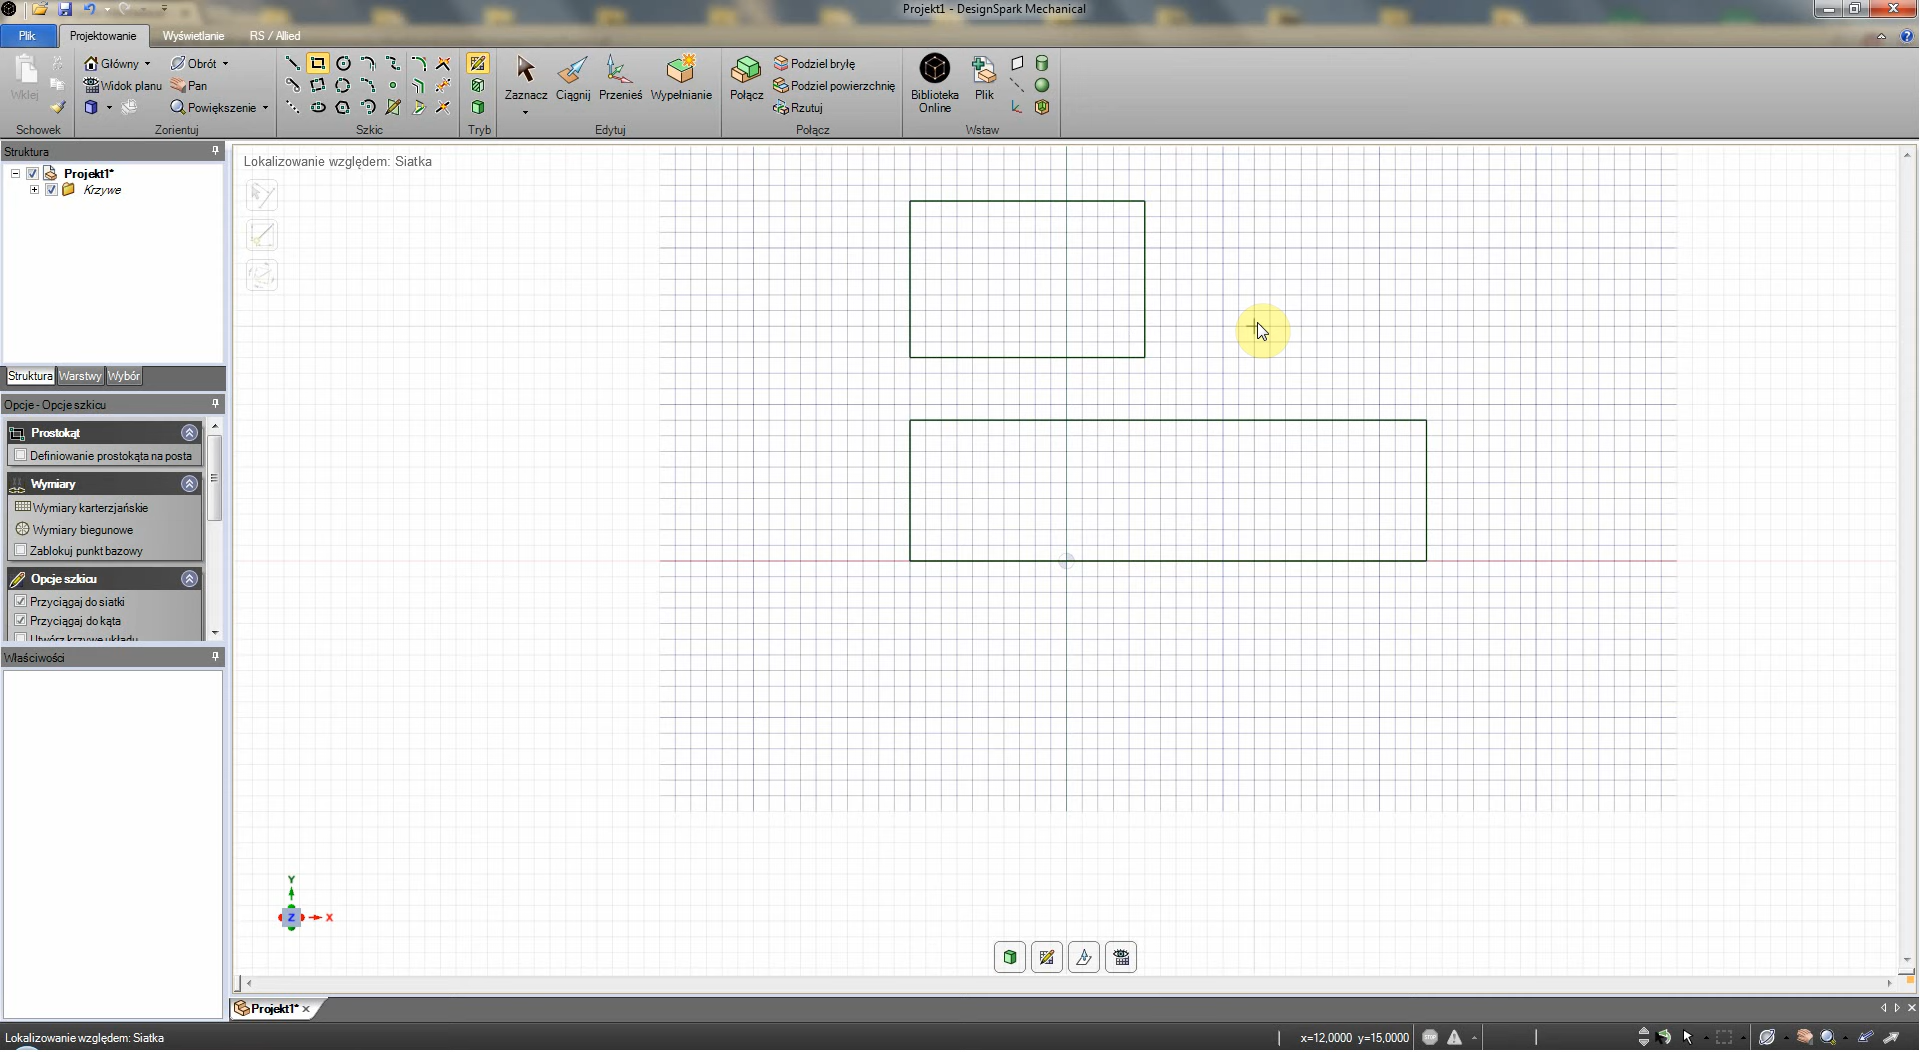 Projekt1 - DesignSpark Mechanical
Plik
Projektowanie
Wyświetlanie
RS / Allied
Wklej
Główny
Widok planu
Obrót
Pan
Powiększenie
Zaznacz
Ciągnij
Przenieś
Wypełnianie
Połącz
Podziel bryłę
Podziel powierzchnię
Rzutuj
Biblioteka
Online
Plik
Schowek
Zorientuj
Szkic
Tryb
Edytuj
Połącz
Wstaw
Struktura
Projekt1*
Krzywe
Struktura
Warstwy
Wybór
Opcje - Opcje szkicu
Prostokąt
Definiowanie prostokąta na posta
Wymiary
Wymiary karterzjańskie
Wymiary biegunowe
Zablokuj punkt bazowy
Opcje szkicu
Przyciągaj do siatki
Przyciągaj do kąta
Utwórz krzywe układu
Właściwości
Lokalizowanie względem: Siatka
Y
Z
X
Projekt1*
Lokalizowanie względem: Siatka
x=12,0000 y=15,0000